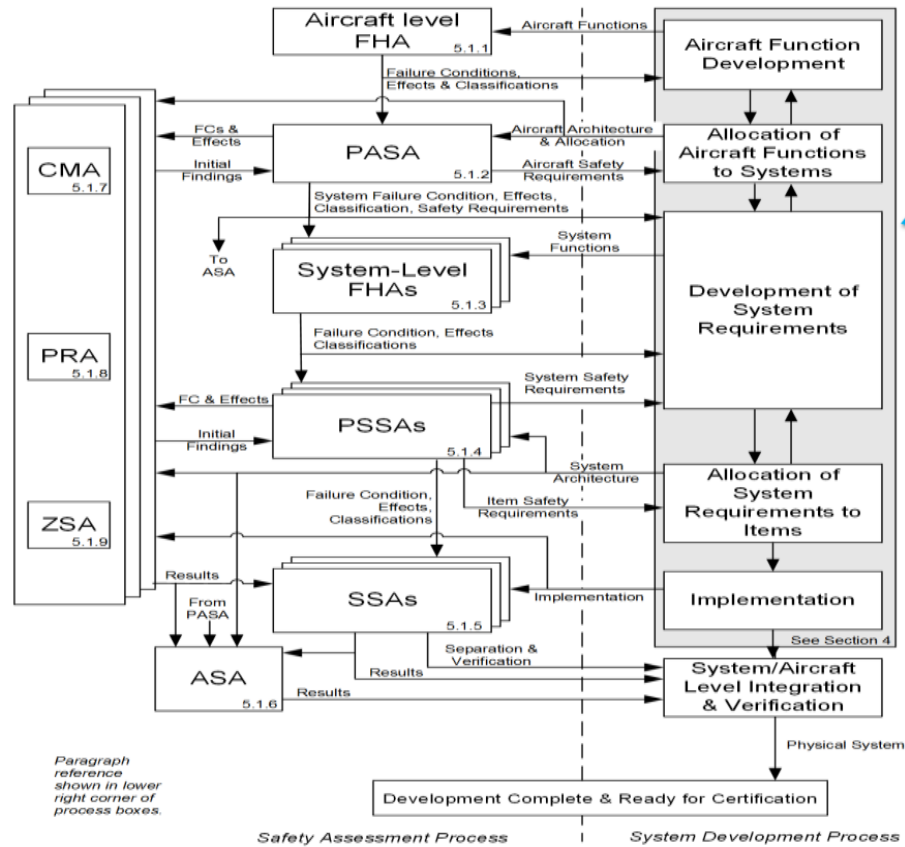 Aircraft level
FHA
5.1.1
Aircraft Functions
Aircraft Function
Development
Failure Conditions,
Effects & Classifications
FCs &
Effects
Initial
Findings
CMA
5.1.7
PASA
5.1.2
Aircraft Architecture
& Allocation
Aircraft Safety
Requirements
Allocation of
Aircraft Functions
to Systems
System Failure Condition, Effects,
Classification, Safety Requirements
To
ASA
System
Functions
System-Level
FHAs
5.1.3
Development of
System
Requirements
Failure Condition, Effects
Classifications
PRA
5.1.8
System Safety
Requirements
FC & Effects
Initial
Findings
PSSAs
5.1.4
System
Architecture
Allocation of
System
Requirements to
Items
Failure Condition,
Effects,
Classifications
Item Safety
Requirements
ZSA
5.1.9
Results
SSAs
5.1.5
Implementation
Implementation
See Section 4
From
PASA
Separation &
Verification
Results
ASA
5.1.6
Results
System/Aircraft
Level Integration
& Verification
Physical System
Paragraph
reference
shown in lower
right corner of
process boxes.
Development Complete & Ready for Certification
Safety Assessment Process
System Development Process